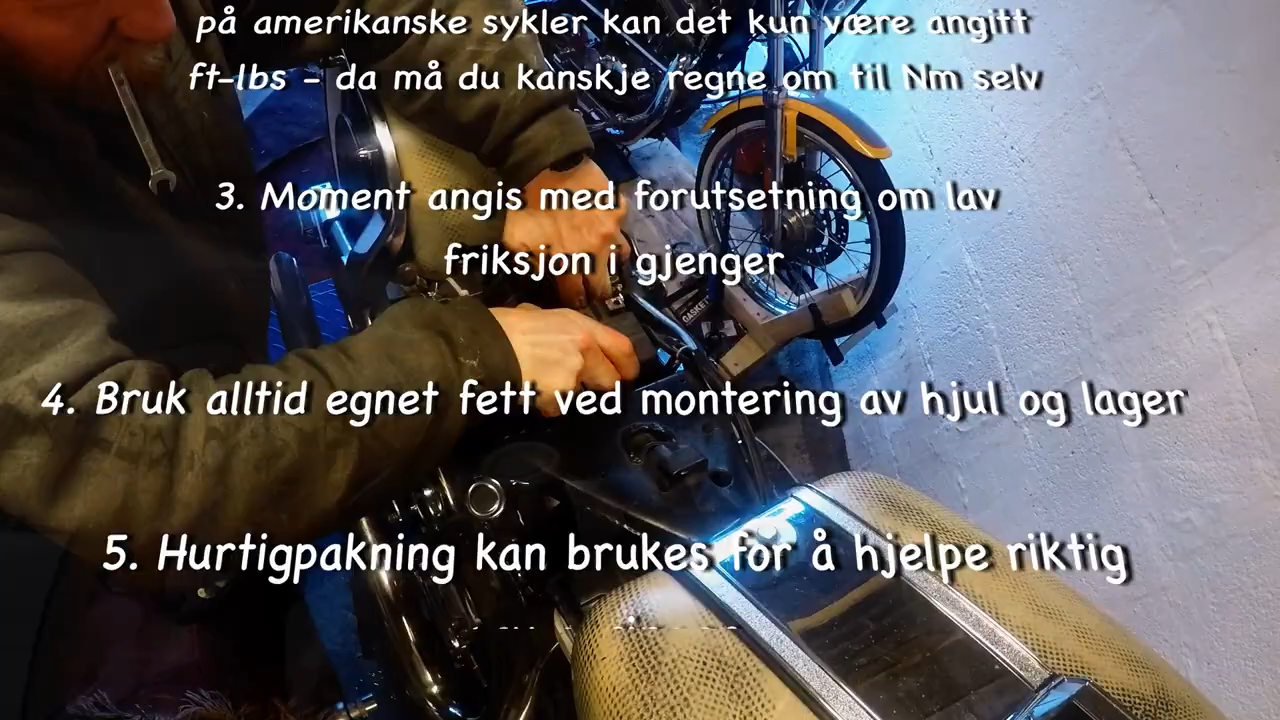 på amerikanske sykler kan det kun være angitt
ft-lbs - da må du kanskje regne om til Nm selv
3. Moment angis med forutsetning om lav
friksjon i gjenger
GASKET
4. Bruk alltid egnet fett ved montering av hjul og lager
5. Hurtigpakning kan brukes for å hjelpe riktig